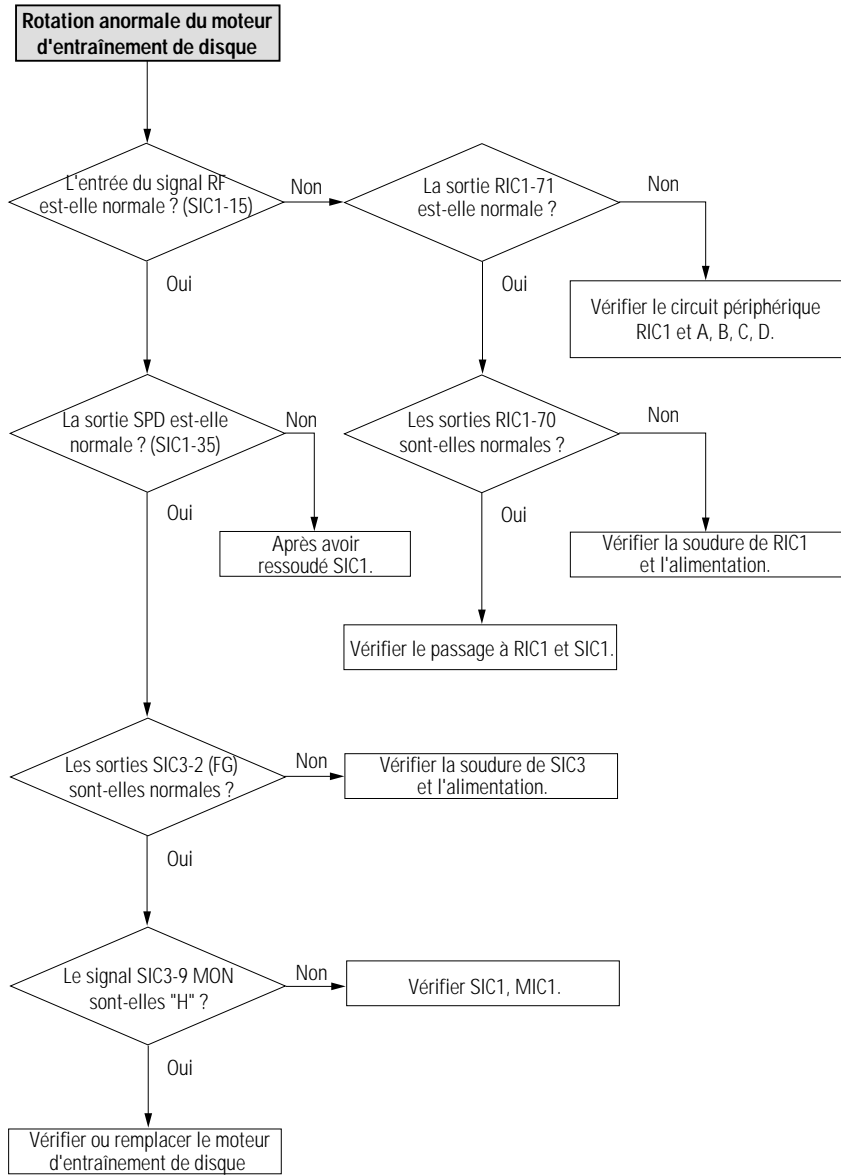 Rotation anormale du moteur
d'entraînement de disque
L'entrée du signal RF
est-elle normale ? (SIC1-15)
Non
La sortie RIC1-71
est-elle normale ?
Non
Oui
Oui
Vérifier le circuit périphérique
RIC1 et A, B, C, D.
La sortie SPD est-elle
normale ? (SIC1-35)
Non
Les sorties RIC1-70
sont-elles normales ?
Non
Oui
Oui
Après avoir
ressoudé SIC1.
Vérifier la soudure de RIC1
et l'alimentation.
Vérifier le passage à RIC1 et SIC1.
Les sorties SIC3-2 (FG)
sont-elles normales ?
Non
Vérifier la soudure de SIC3
et l'alimentation.
Oui
Le signal SIC3-9 MON
sont-elles "H" ?
Non
Vérifier SIC1, MIC1.
Oui
Vérifier ou remplacer le moteur
d'entraînement de disque